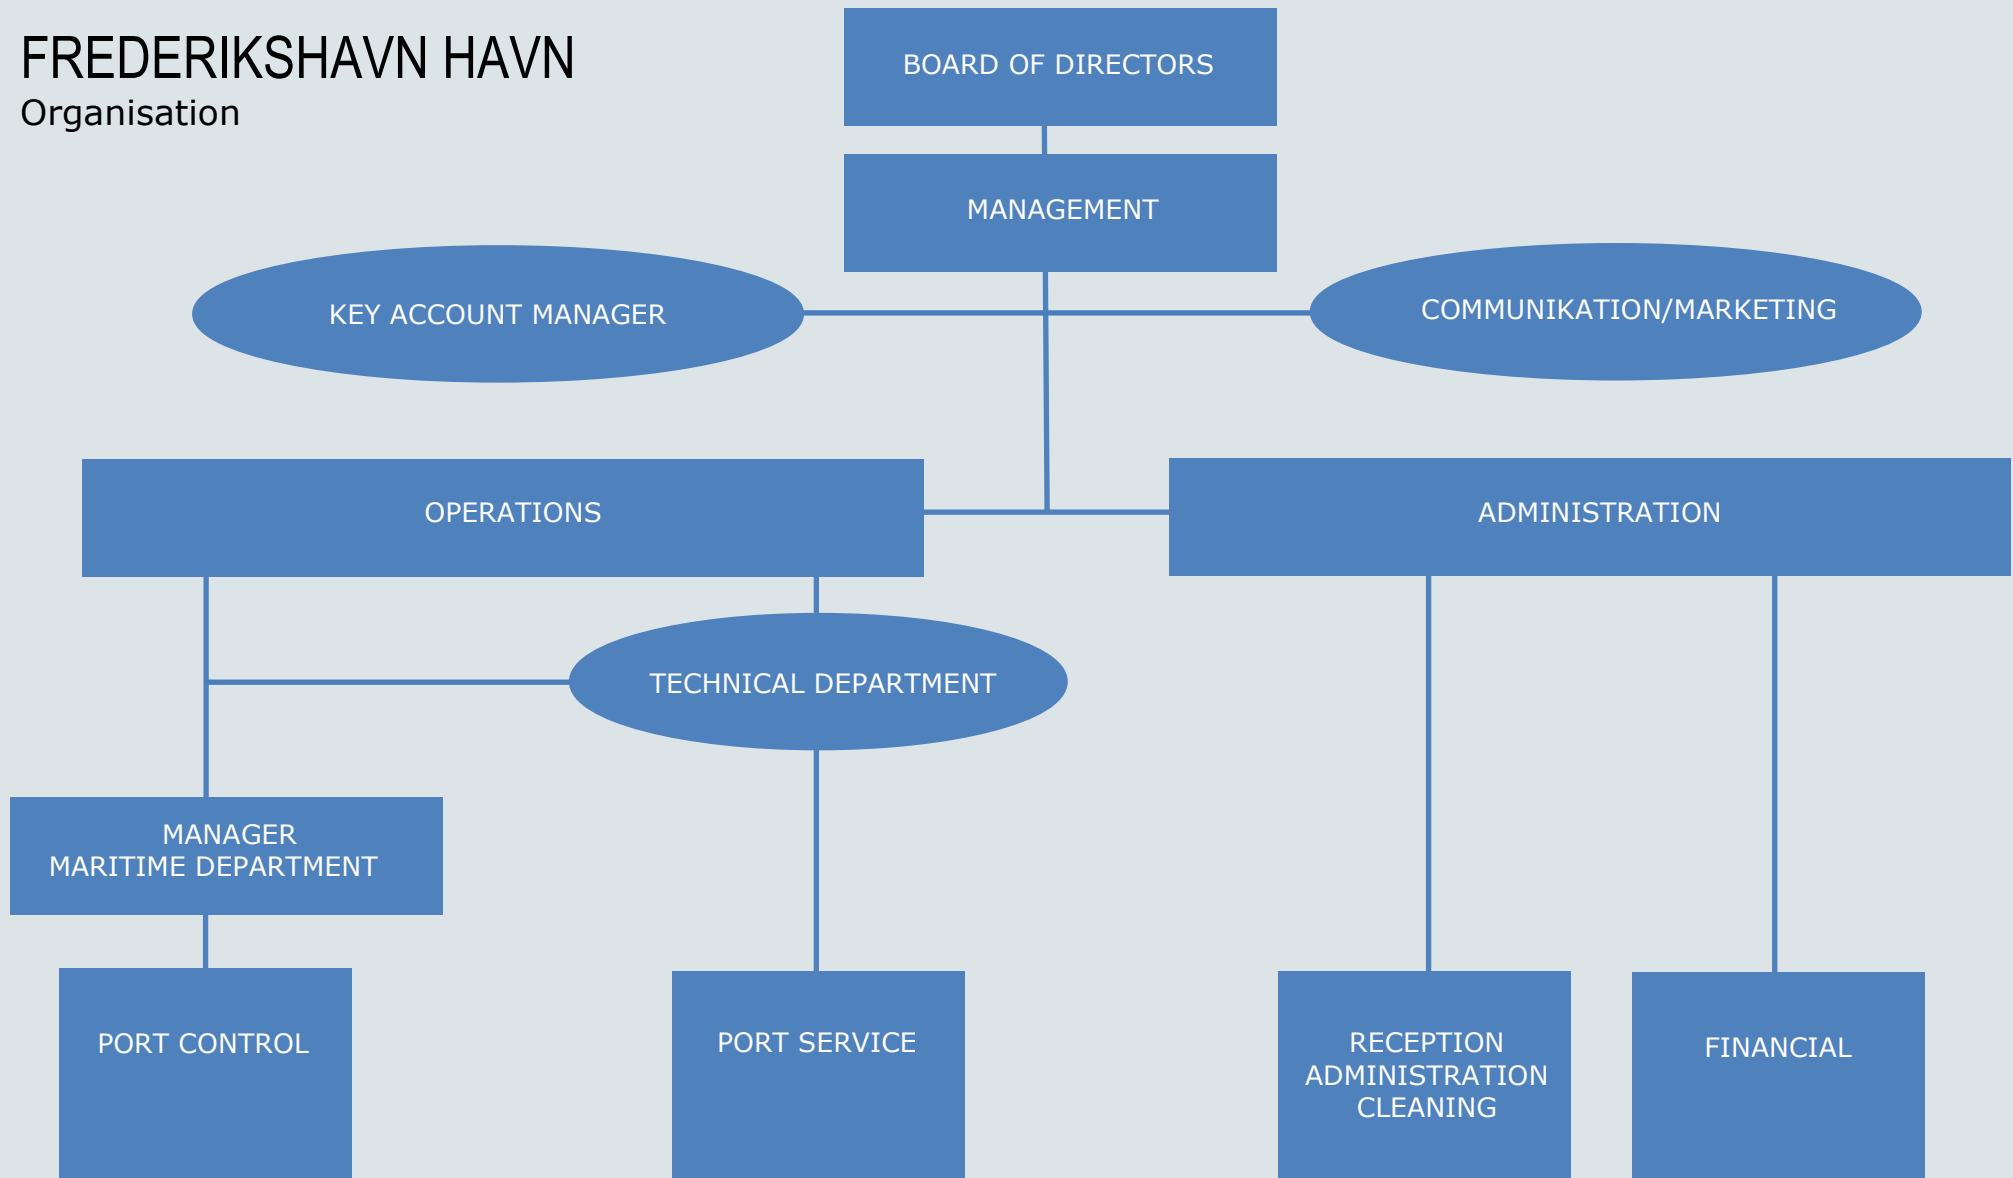 FREDERIKSHAVN HAVN
Organisation
BOARD OF DIRECTORS
MANAGEMENT
KEY ACCOUNT MANAGER
COMMUNIKATION/MARKETING
OPERATIONS
ADMINISTRATION
TECHNICAL DEPARTMENT
MANAGER
MARITIME DEPARTMENT
PORT CONTROL
PORT SERVICE
RECEPTION
ADMINISTRATION
CLEANING
FINANCIAL